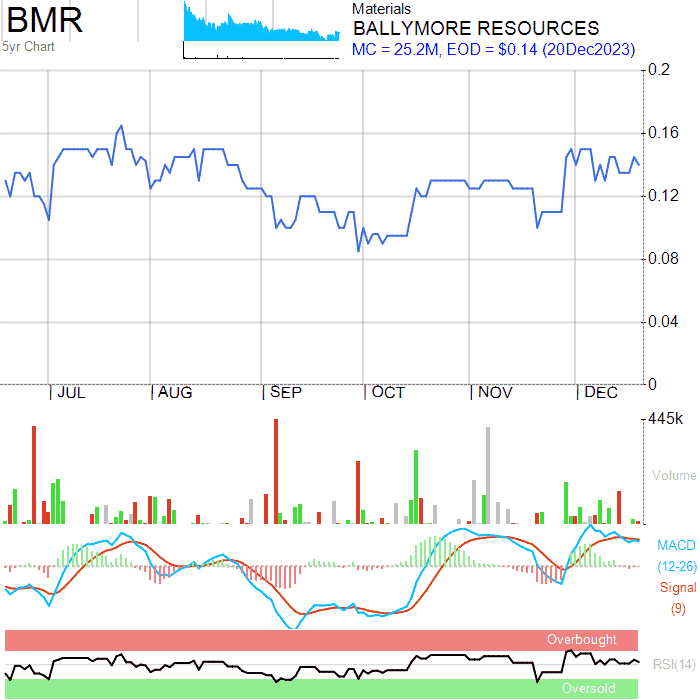 BMR
5yr Chart
Materials
BALLYMORE RESOURCES
MC = 25.2M, EOD = $0.14 (20Dec2023)
0.2
0.16
0.12
0.08
0.04
0
JUL AUG SEP OCT NOV DEC
445k
Volume
MACD
(12-26)
Signal
(9)
Overbought
RSI(14)
Oversold